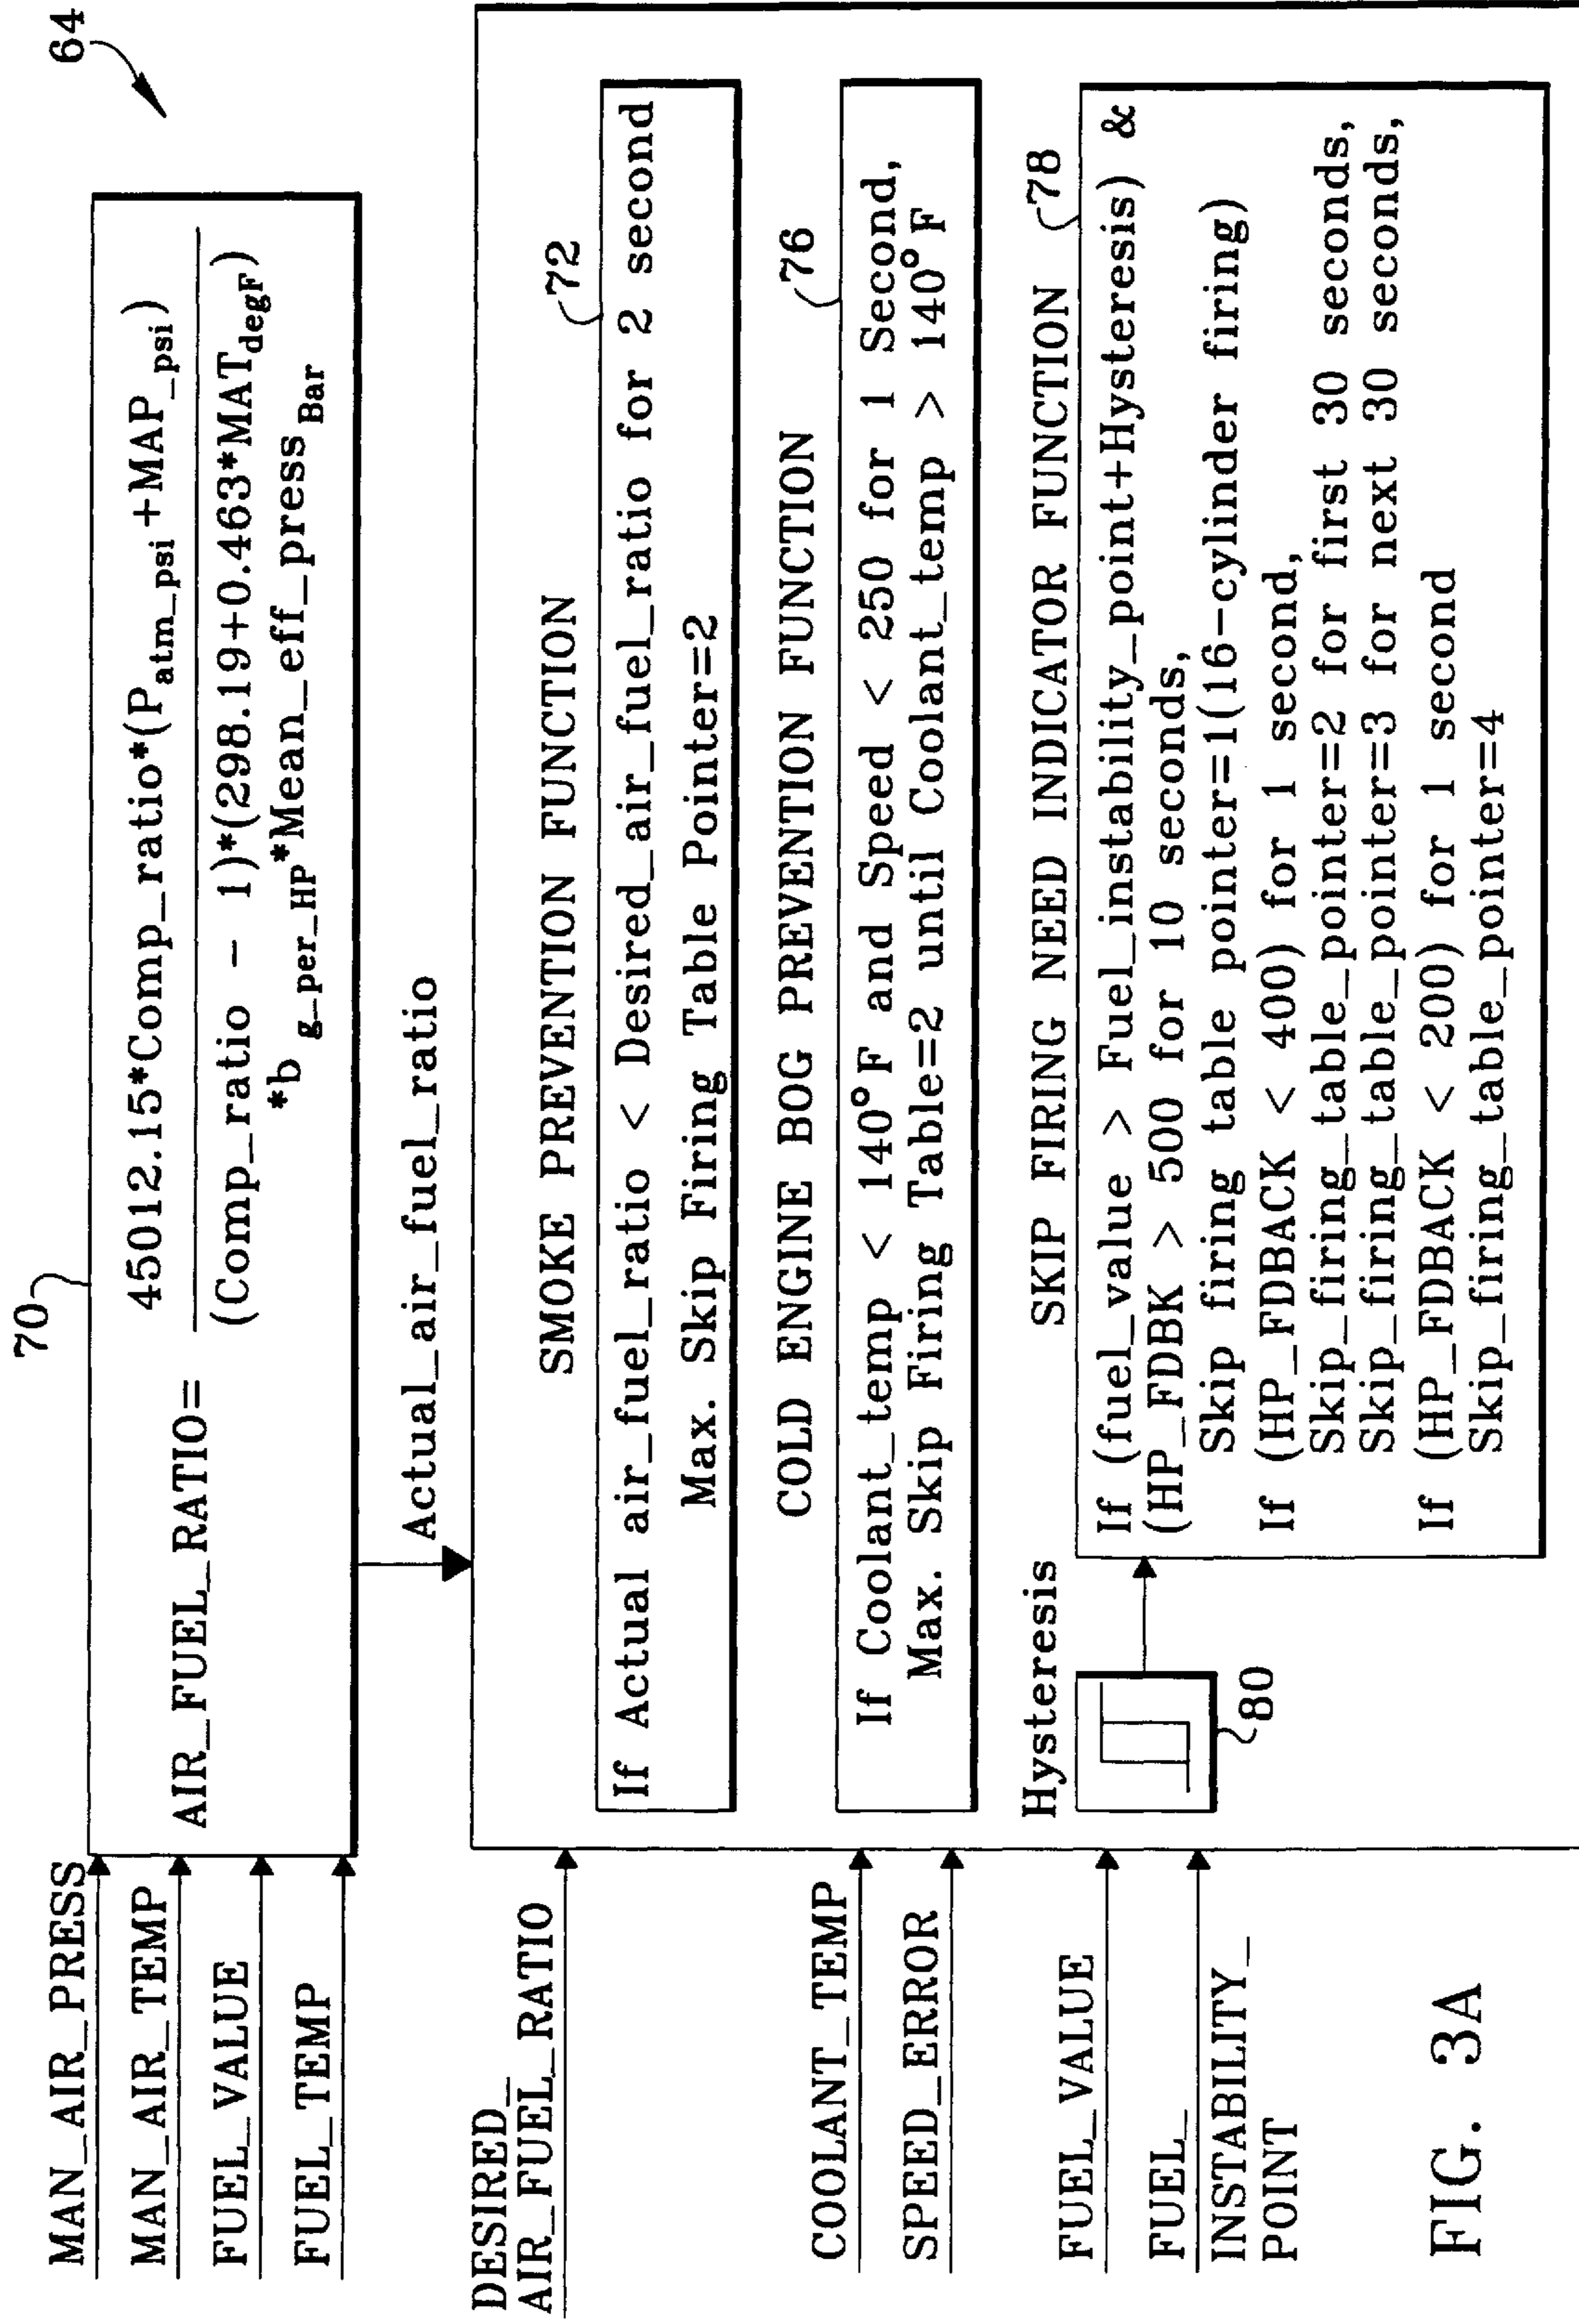 64
70
MAN_AIR_PRESS
MAN_AIR_TEMP
FUEL_VALUE
FUEL_TEMP
AIR_FUEL_RATIO=
45012.15*Comp_ratio*(P atm_psi +MAP_psi)
(Comp_ratio - 1)*(298.19+0.463*MAT degF)
*b g_per_HP *Mean_eff_press Bar
Actual_air_fuel_ratio
DESIRED_
AIR_FUEL_RATIO
SMOKE PREVENTION FUNCTION
72
If Actual air_fuel_ratio < Desired_air_fuel_ratio for 2 second
Max. Skip Firing Table Pointer=2
COLD ENGINE BOG PREVENTION FUNCTION
76
COOLANT_TEMP
SPEED_ERROR
If Coolant_temp < 140°F and Speed < 250 for 1 Second,
Max. Skip Firing Table=2 until Coolant_temp > 140°F
Hysteresis
80
SKIP FIRING NEED INDICATOR FUNCTION
78
FUEL_VALUE
FUEL_
INSTABILITY_
POINT
If (fuel_value > Fuel_instability_point+Hysteresis) &
(HP_FDBK > 500 for 10 seconds,
Skip firing table pointer=1(16-cylinder firing)
If (HP_FDBACK < 400) for 1 second,
Skip_firing_table_pointer=2 for first 30 seconds,
Skip_firing_table_pointer=3 for next 30 seconds,
If (HP_FDBACK < 200) for 1 second
Skip_firing_table_pointer=4
FIG. 3A